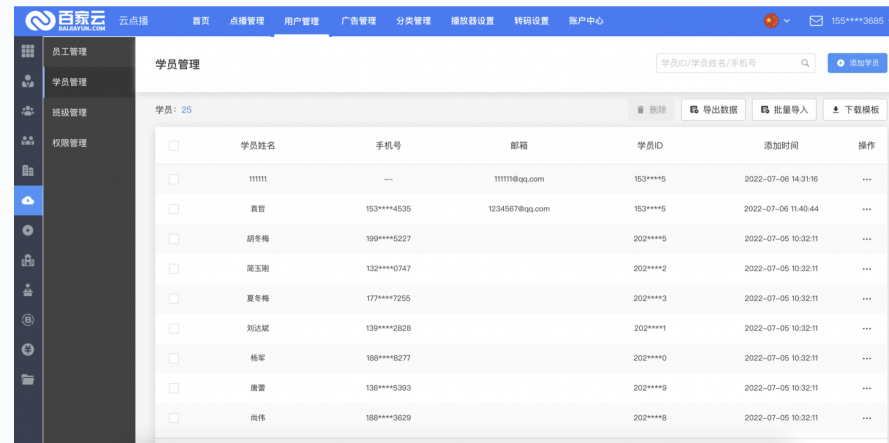 百家云 云点播 首页 点播管理 用户管理 广告管理 分类管理 播放器设置 转码设置 账户中心 155****3685
BAIJIAYUN.COM
员工管理
学员管理
班级管理
权限管理
学员管理 学员ID/学员姓名/手机号 添加学员
学员: 25 删除 导出数据 批量导入 下载模板
学员姓名 手机号 邮箱 学员ID 添加时间 操作
111111 -- 111111@qq.com 153****5 2022-07-06 14:31:16 ...
袁哲 153****4535 1234567@qq.com 153****5 2022-07-06 11:40:44 ...
胡冬梅 199****5227 202****5 2022-07-05 10:32:11 ...
简玉刚 132****0747 202****2 2022-07-05 10:32:11 ...
夏冬梅 177****7255 202****3 2022-07-05 10:32:11 ...
刘达斌 139****2828 202****1 2022-07-05 10:32:11 ...
杨军 188****8277 202****0 2022-07-05 10:32:11 ...
唐蕾 136****5393 202****9 2022-07-05 10:32:11 ...
尚伟 188****3629 202****8 2022-07-05 10:32:11 ...